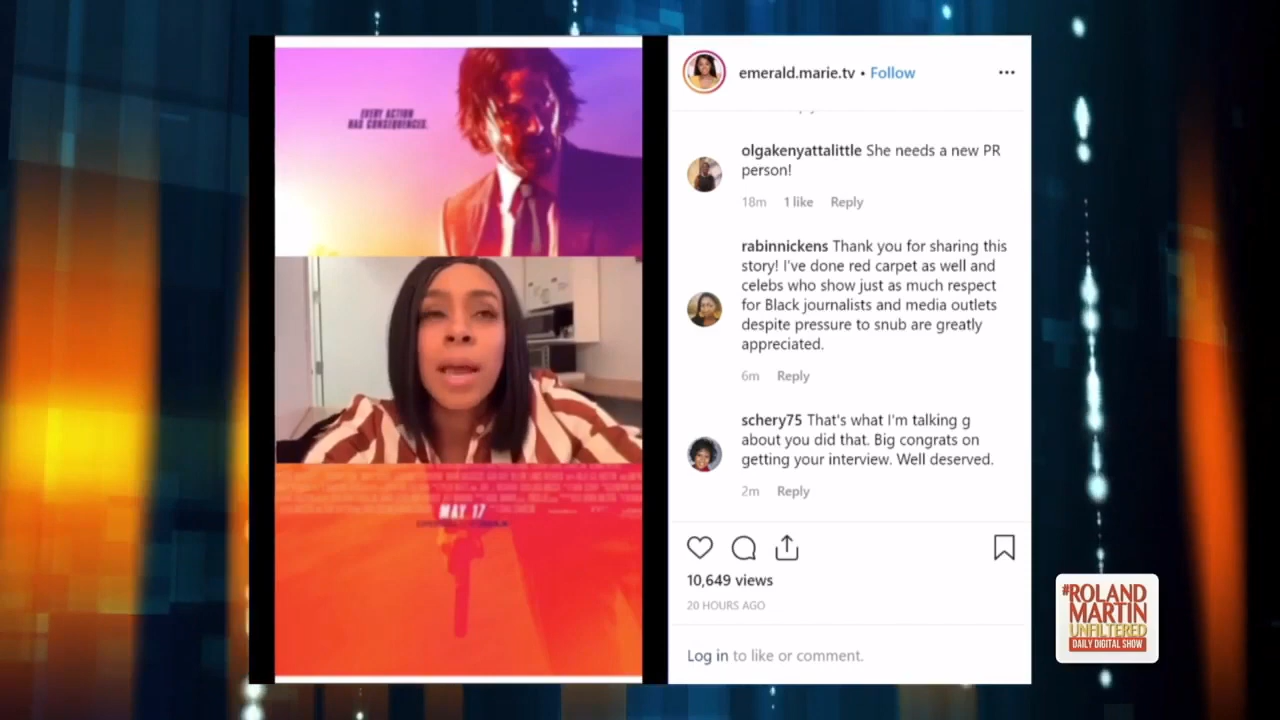 EVERY ACTION
HAS CONSEQUENCES.
MAY 17
emerald.marie.tv • Follow
olgakenyattalittle She needs a new PR
person!
18m 1 like Reply
rabinnickens Thank you for sharing this
story! I've done red carpet as well and
celebs who show just as much respect
for Black journalists and media outlets
despite pressure to snub are greatly
appreciated.
6m Reply
schery75 That's what I'm talking g
about you did that. Big congrats on
getting your interview. Well deserved.
2m Reply
10,649 views
20 HOURS AGO
Log in to like or comment.
#ROLAND
MARTIN
UNFILTERED
DAILY DIGITAL SHOW